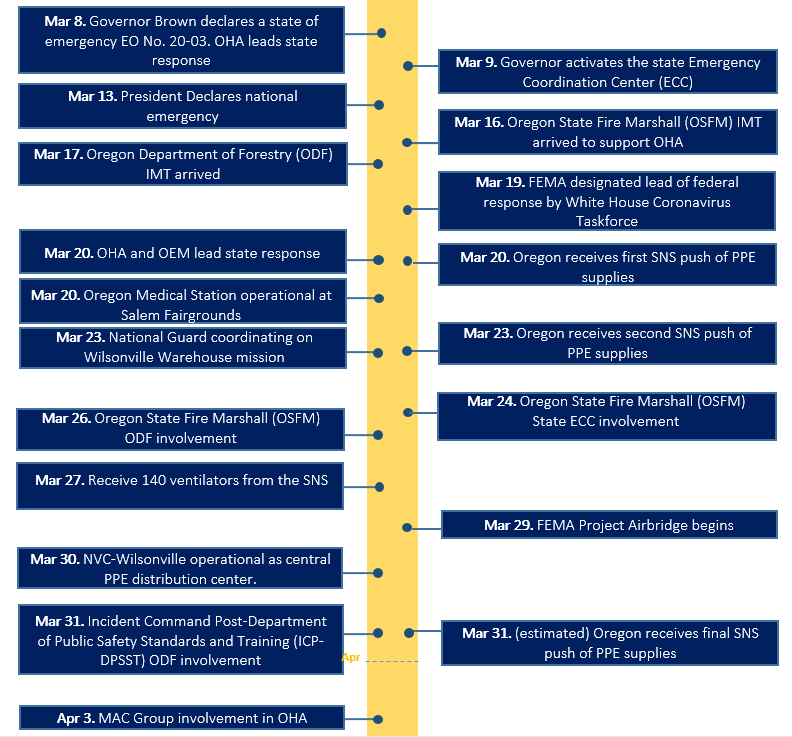 Mar 8. Governor Brown declares a state of
emergency EO No. 20-03. OHA leads state
response
Mar 9. Governor activates the state Emergency
Coordination Center (ECC)
Mar 13. President Declares national
emergency
Mar 16. Oregon State Fire Marshall (OSFM) IMT
arrived to support OHA
Mar 17. Oregon Department of Forestry (ODF)
IMT arrived
Mar 19. FEMA designated lead of federal
response by White House Coronavirus
Taskforce
Mar 20. OHA and OEM lead state response
Mar 20. Oregon receives first SNS push of PPE
supplies
Mar 20. Oregon Medical Station operational at
Salem Fairgrounds
Mar 23. National Guard coordinating on
Wilsonville Warehouse mission
Mar 23. Oregon receives second SNS push of
PPE supplies
Mar 24. Oregon State Fire Marshall (OSFM)
State ECC involvement
Mar 26. Oregon State Fire Marshall (OSFM)
ODF involvement
Mar 27. Receive 140 ventilators from the SNS
Mar 29. FEMA Project Airbridge begins
Mar 30. NVC-Wilsonville operational as central
PPE distribution center.
Mar 31. Incident Command Post-Department
of Public Safety Standards and Training (ICP-
DPSST) ODF involvement
Mar 31. (estimated) Oregon receives final SNS
push of PPE supplies
Apr
Apr 3. MAC Group involvement in OHA